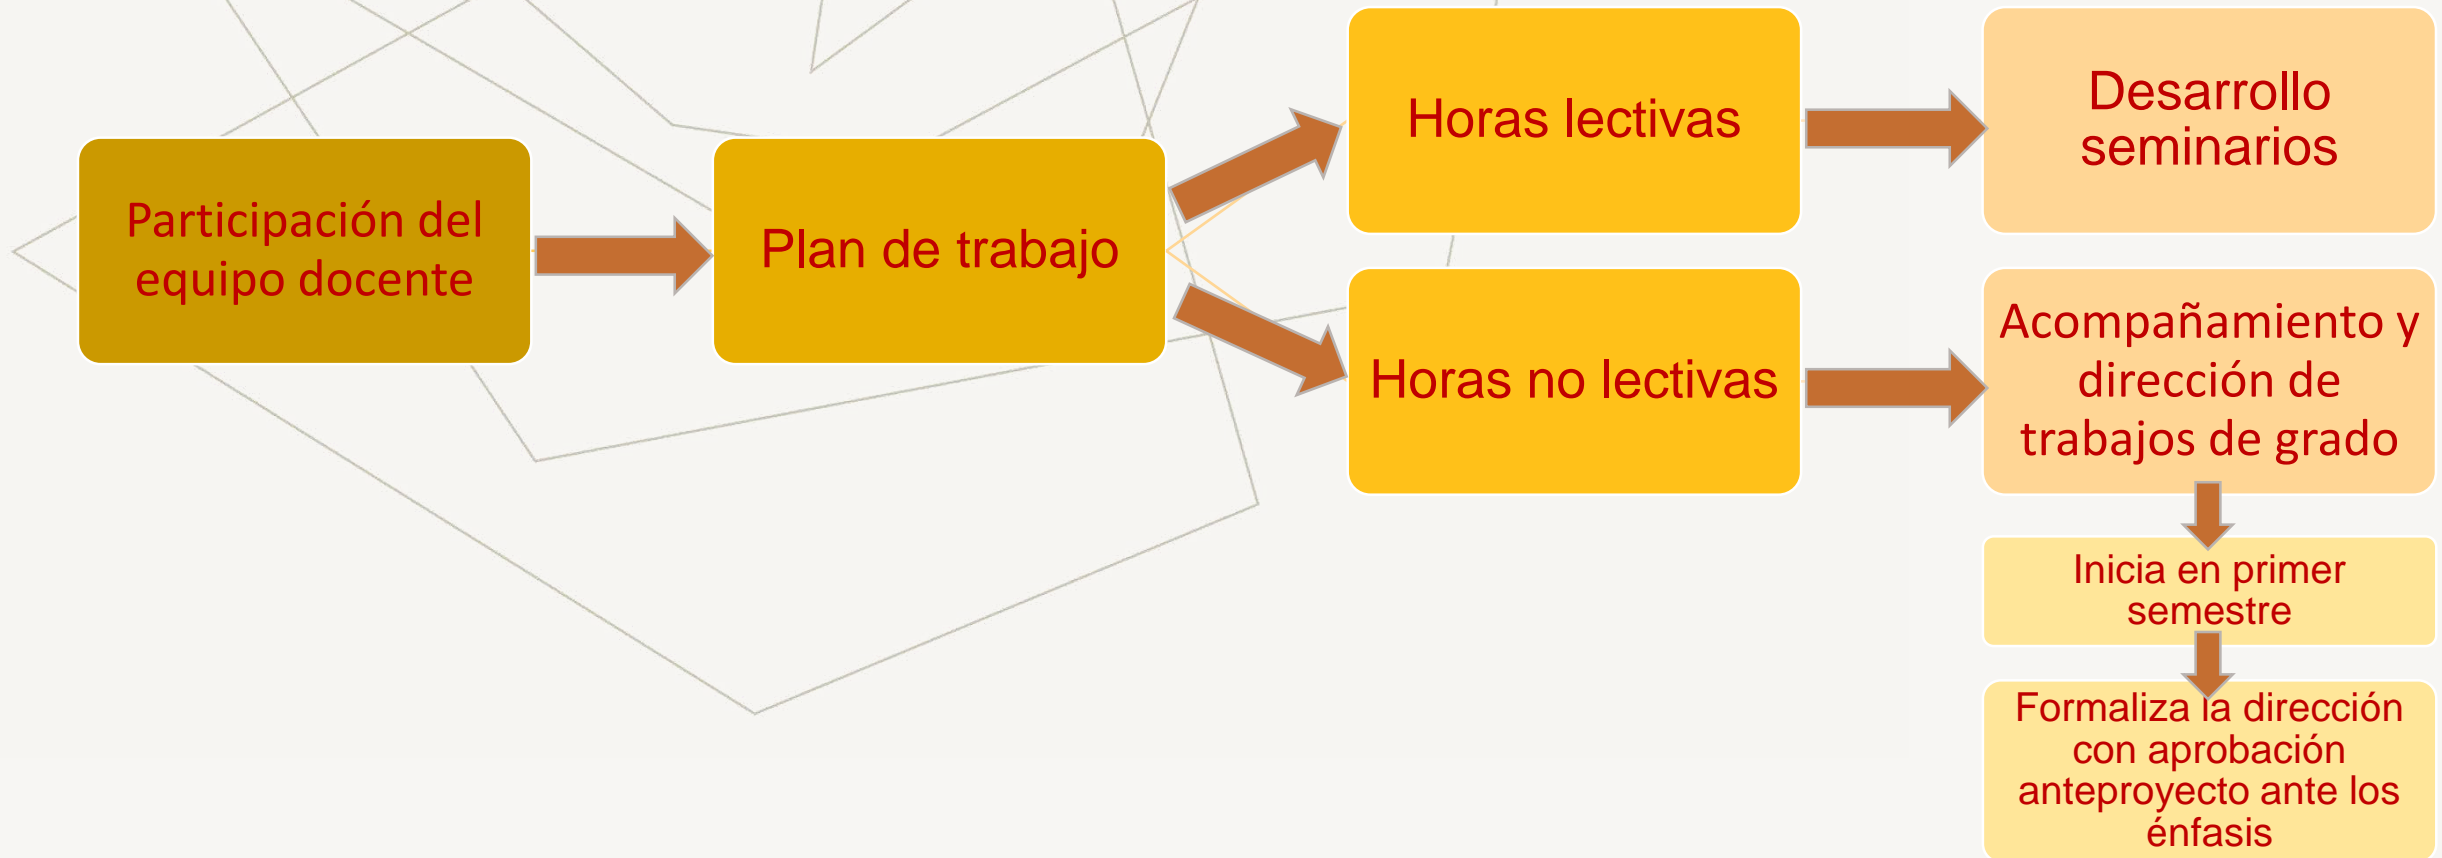 Participación del
equipo docente
Plan de trabajo
Horas lectivas
Desarrollo
seminarios
Horas no lectivas
Acompañamiento y
dirección de
trabajos de grado
Inicia en primer
semestre
Formaliza la dirección
con aprobación
anteproyecto ante los
énfasis